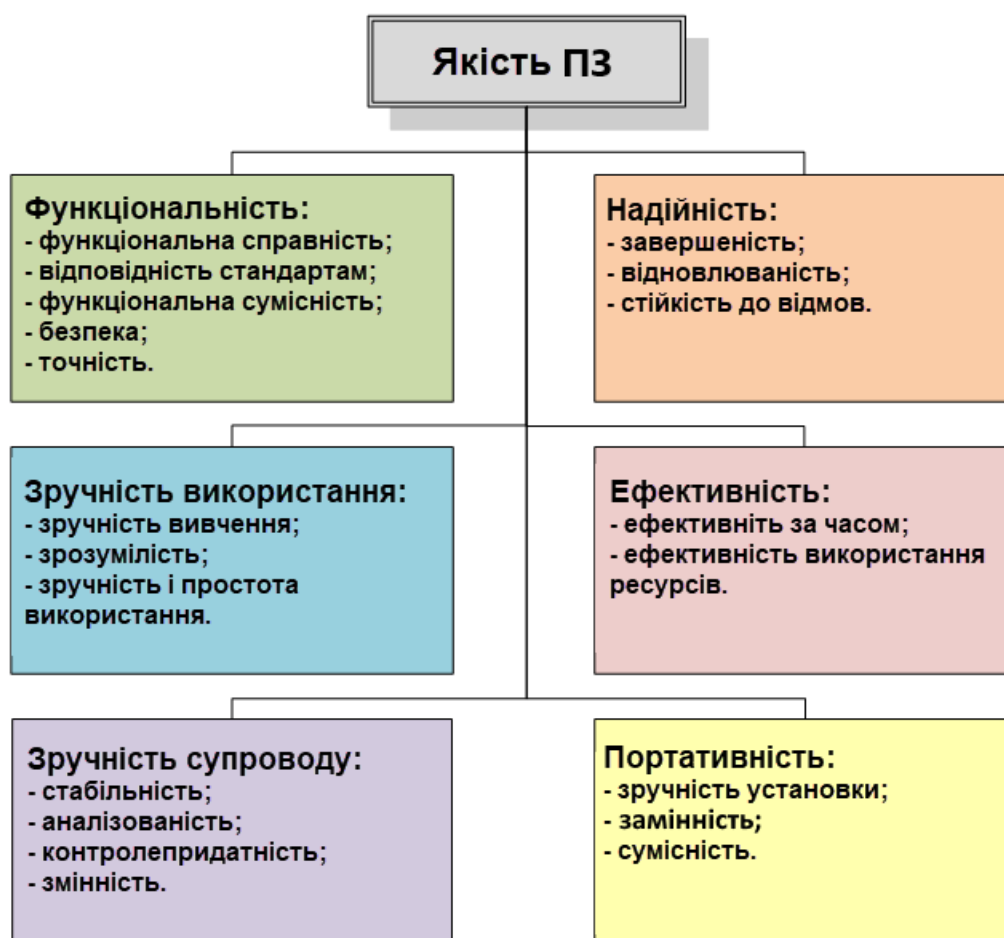 Якість ПЗ
Функціональність:
- функціональна справність;
- відповідність стандартам;
- функціональна сумісність;
- безпека;
- точність.
Надійність:
- завершеність;
- відновлюваність;
- стійкість до відмов.
Зручність використання:
- зручність вивчення;
- зрозумілість;
- зручність і простота
використання.
Ефективність:
- ефективніть за часом;
- ефективність використання
ресурсів.
Зручність супроводу:
- стабільність;
- аналізованість;
- контролепридатність;
- змінність.
Портативність:
- зручність установки;
- замінність;
- сумісність.